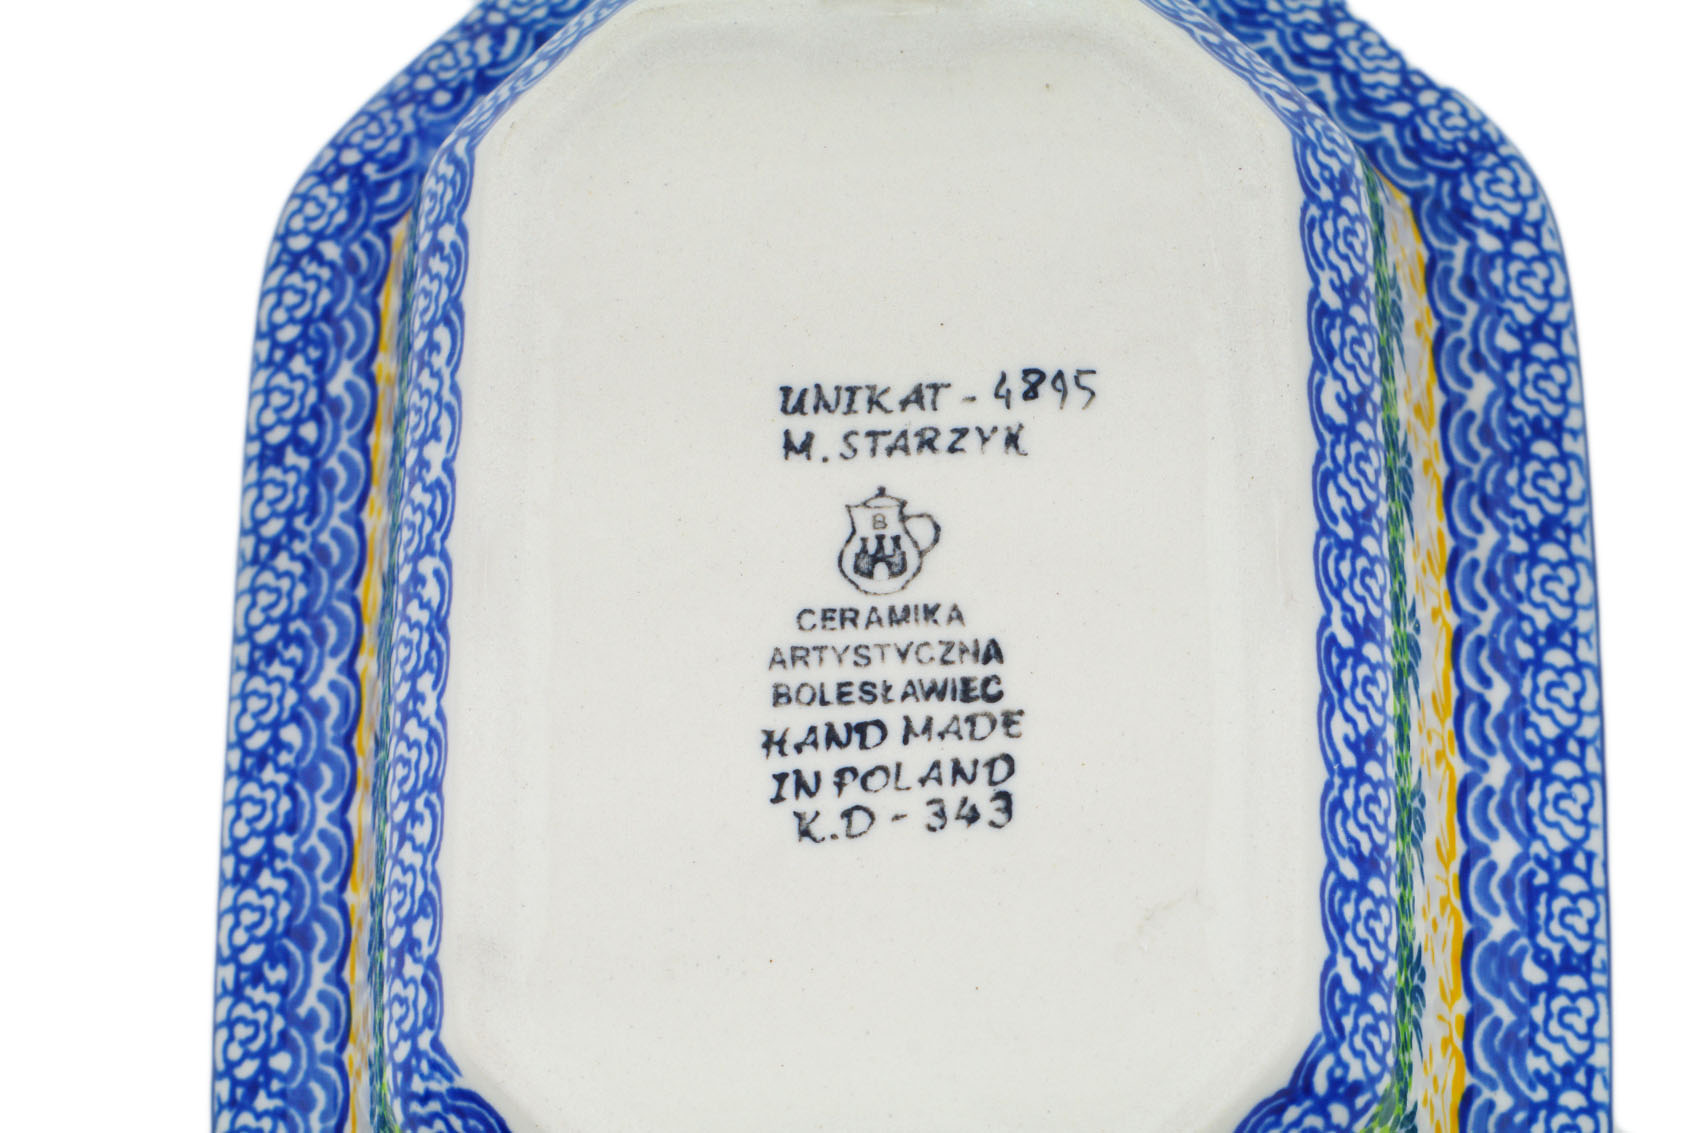 UNIKAT - 4895
M. STARZYK
B
CERAMIKA
ARTYSTYCZNA
BOLESŁAWIEC
HAND MADE
IN POLAND
K.D - 343